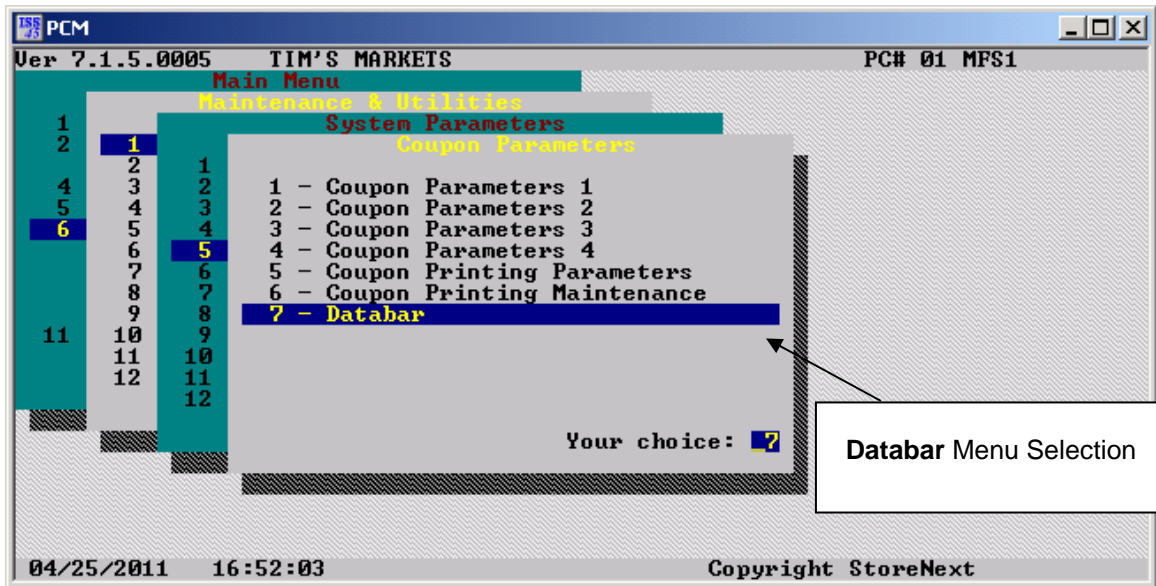 ISS 45 PCM
Ver 7.1.5.0005 TIM'S MARKETS PC# 01 MFS1
Main Menu
Maintenance & Utilities
System Parameters
Coupon Parameters
1
2
4
5
6
11
1
2
3
4
5
6
7
8
9
10
11
12
1
2
3
4
5
6
7
8
9
10
11
12
1 - Coupon Parameters 1
2 - Coupon Parameters 2
3 - Coupon Parameters 3
4 - Coupon Parameters 4
5 - Coupon Printing Parameters
6 - Coupon Printing Maintenance
7 - Databar
Your choice: 7
Databar Menu Selection
04/25/2011 16:52:03 Copyright StoreNext